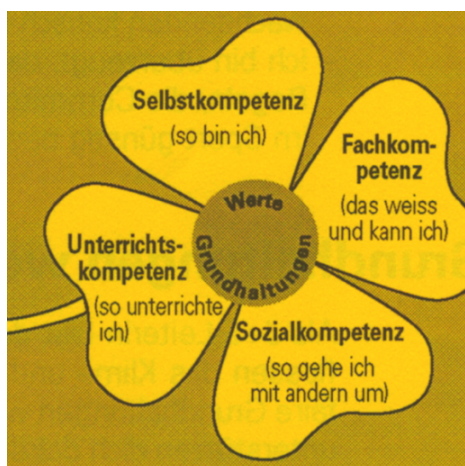 Selbstkompetenz
(so bin ich)
Fachkom-
petenz
(das weiss
und kann ich)
Werte
Grundhaltungen
Unterrichts-
kompetenz
(so unterrichte
ich)
Sozialkompetenz
(so gehe ich
mit andern um)